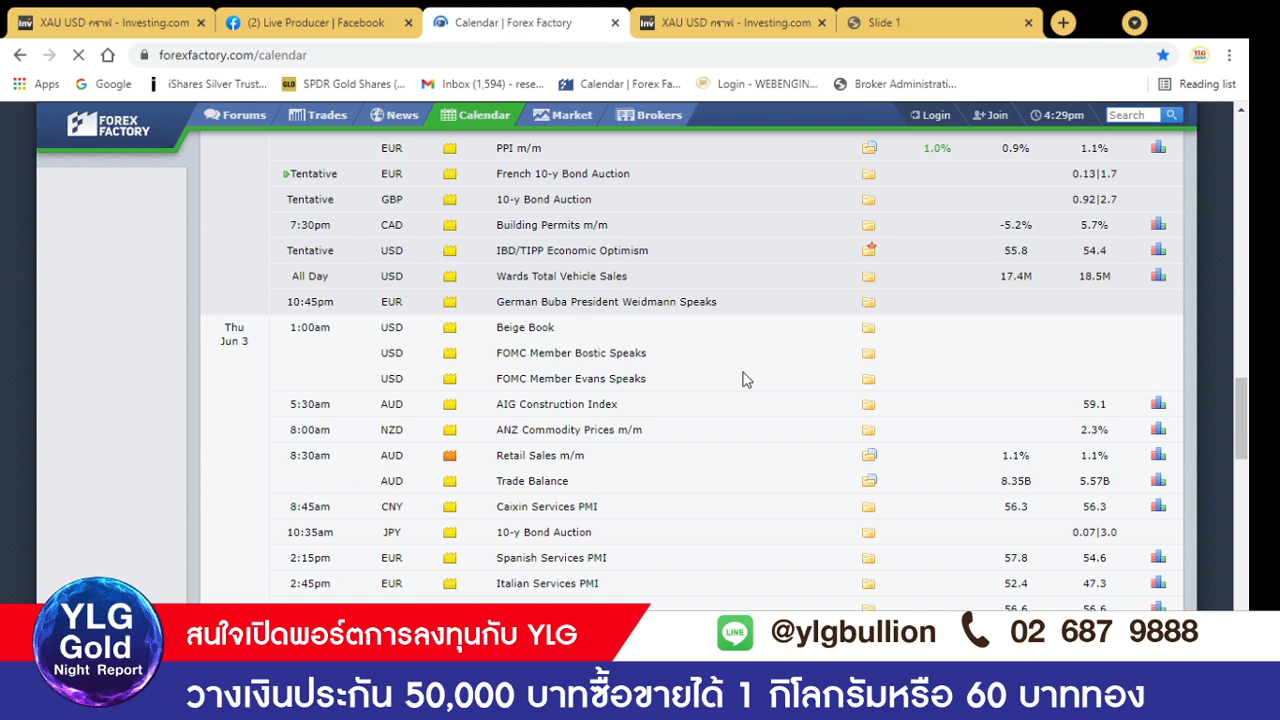 XAU USD กราฟ - Investing.com
(2) Live Producer | Facebook
Calendar | Forex Factory
XAU USD กราฟ - Investing.com
Slide 1
forexfactory.com/calendar
Apps
Google
iShares Silver Trust...
SPDR Gold Shares (...
Inbox (1,594) - rese...
Calendar | Forex Fa...
Login - WEBENGIN...
Broker Administrati...
Reading list
FOREX FACTORY
Forums
Trades
News
Calendar
Market
Brokers
Login
Join
4:29pm
Search
EUR PPI m/m 1.0% 0.9% 1.1%
Tentative EUR French 10-y Bond Auction 0.13|1.7
Tentative GBP 10-y Bond Auction 0.92|2.7
7:30pm CAD Building Permits m/m -5.2% 5.7%
Tentative USD IBD/TIPP Economic Optimism 55.8 54.4
All Day USD Wards Total Vehicle Sales 17.4M 18.5M
10:45pm EUR German Buba President Weidmann Speaks
Thu Jun 3 1:00am USD Beige Book
USD FOMC Member Bostic Speaks
USD FOMC Member Evans Speaks
5:30am AUD AIG Construction Index 59.1
8:00am NZD ANZ Commodity Prices m/m 2.3%
8:30am AUD Retail Sales m/m 1.1% 1.1%
AUD Trade Balance 8.35B 5.57B
8:45am CNY Caixin Services PMI 56.3 56.3
10:35am JPY 10-y Bond Auction 0.07|3.0
2:15pm EUR Spanish Services PMI 57.8 54.6
2:45pm EUR Italian Services PMI 52.4 47.3
56.6 56.6
YLG Gold Night Report
สนใจเปิดพอร์ตการลงทุนกับ YLG
LINE @ylgbullion 02 687 9888
วางเงินประกัน 50,000 บาทซื้อขายได้ 1 กิโลกรัมหรือ 60 บาททอง